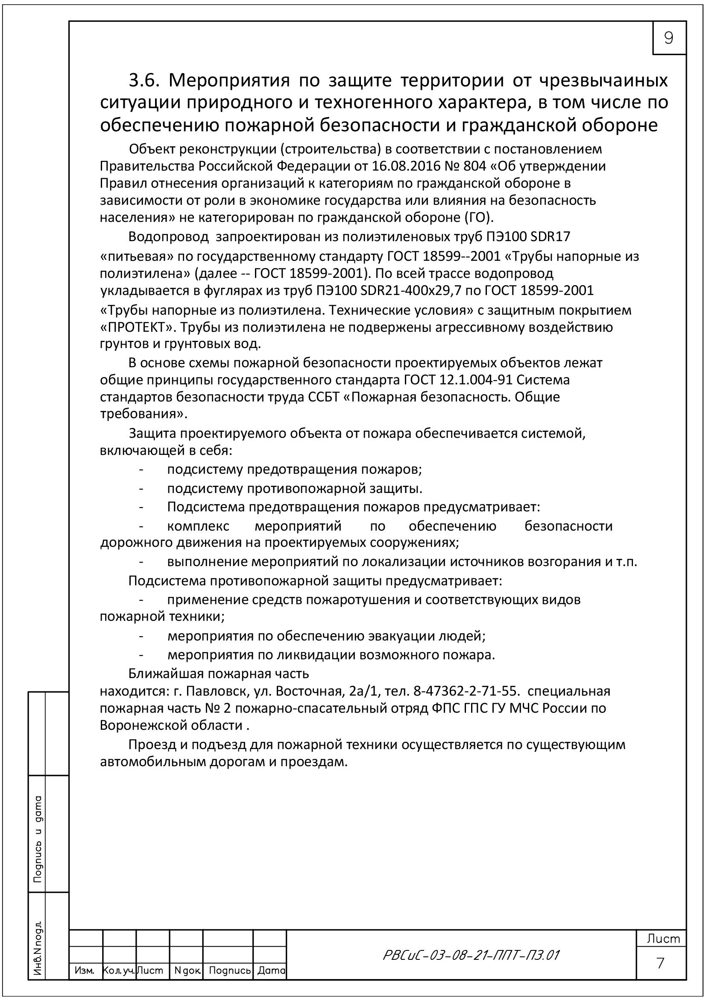 9
3.6. Мероприятия по защите территории от чрезвычаиных
ситуации природного и техногенного характера, в том числе по
обеспечению пожарной безопасности и гражданской обороне
Объект реконструкции (строительства) в соответствии с постановлением
Правительства Российской Федерации от 16.08.2016 № 804 «Об утверждении
Правил отнесения организаций к категориям по гражданской обороне в
зависимости от роли в экономике государства или влияния на безопасность
населения» не категорирован по гражданской обороне (ГО).
Водопровод запроектирован из полиэтиленовых труб ПЭ100 SDR17
«питьевая» по государственному стандарту ГОСТ 18599--2001 «Трубы напорные из
полиэтилена» (далее -- ГОСТ 18599-2001). По всей трассе водопровод
укладывается в фуглярах из труб ПЭ100 SDR21-400х29,7 по ГОСТ 18599-2001
«Трубы напорные из полиэтилена. Технические условия» с защитным покрытием
«ПРОТЕКТ». Трубы из полиэтилена не подвержены агрессивному воздействию
грунтов и грунтовых вод.
В основе схемы пожарной безопасности проектируемых объектов лежат
общие принципы государственного стандарта ГОСТ 12.1.004-91 Система
стандартов безопасности труда ССБТ «Пожарная безопасность. Общие
требования».
Защита проектируемого объекта от пожара обеспечивается системой,
включающей в себя:
- подсистему предотвращения пожаров;
- подсистему противопожарной защиты.
- Подсистема предотвращения пожаров предусматривает:
- комплекс мероприятий по обеспечению безопасности
дорожного движения на проектируемых сооружениях;
- выполнение мероприятий по локализации источников возгорания и т.п.
Подсистема противопожарной защиты предусматривает:
- применение средств пожаротушения и соответствующих видов
пожарной техники;
- мероприятия по обеспечению эвакуации людей;
- мероприятия по ликвидации возможного пожара.
Ближайшая пожарная часть
находится: г. Павловск, ул. Восточная, 2а/1, тел. 8-47362-2-71-55. специальная
пожарная часть № 2 пожарно-спасательный отряд ФПС ГПС ГУ МЧС России по
Воронежской области .
Проезд и подъезд для пожарной техники осуществляется по существующим
автомобильным дорогам и проездам.
Подпись и дата
Инв.N подл.
Изм. Кол.уч. Лист N док. Подпись Дата
РВСиС-03-08-21-ППТ-ПЗ.01
Лист
7